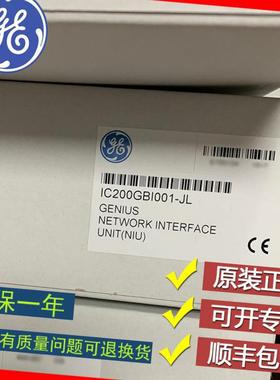 IC200GBI001-JL
GENIUS
NETWORK INTERFACE
UNIT(NIU)
CE
原装正
保一年
可开专
有质量问题可退换货
顺丰包